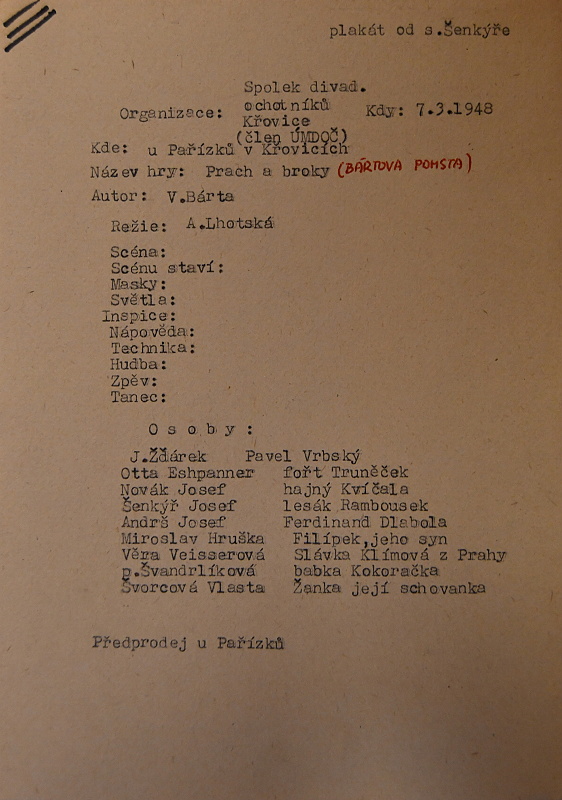 plakát od s.Šenkýře
Spolek divad.
ochotníků
Organizace: Křovice Kdy: 7.3.1948
(člen ÚMDOČ)
Kde: u Pařízků v Křovicích
Název hry: Prach a broky (BÁRTOVA POMSTA)
Autor: V.Bárta
Režie: A.Lhotská
Scéna:
Scénu staví:
Masky:
Světla:
Inspice:
Nápověda:
Technika:
Hudba:
Zpěv:
Tanec:
O s o b y :
J.Žďárek Pavel Vrbský
Otta Eshpanner fořt Truněček
Novák Josef hajný Kvíčala
Šenkýř Josef lesák Rambousek
Andrš Josef Ferdinand Dlabola
Miroslav Hruška Filípek,jeho syn
Věra Veisserová Slávka Klímová z Prahy
p.Švandrlíková babka Kokoračka
Švorcová Vlasta Žanka její schovanka
Předprodej u Pařízků